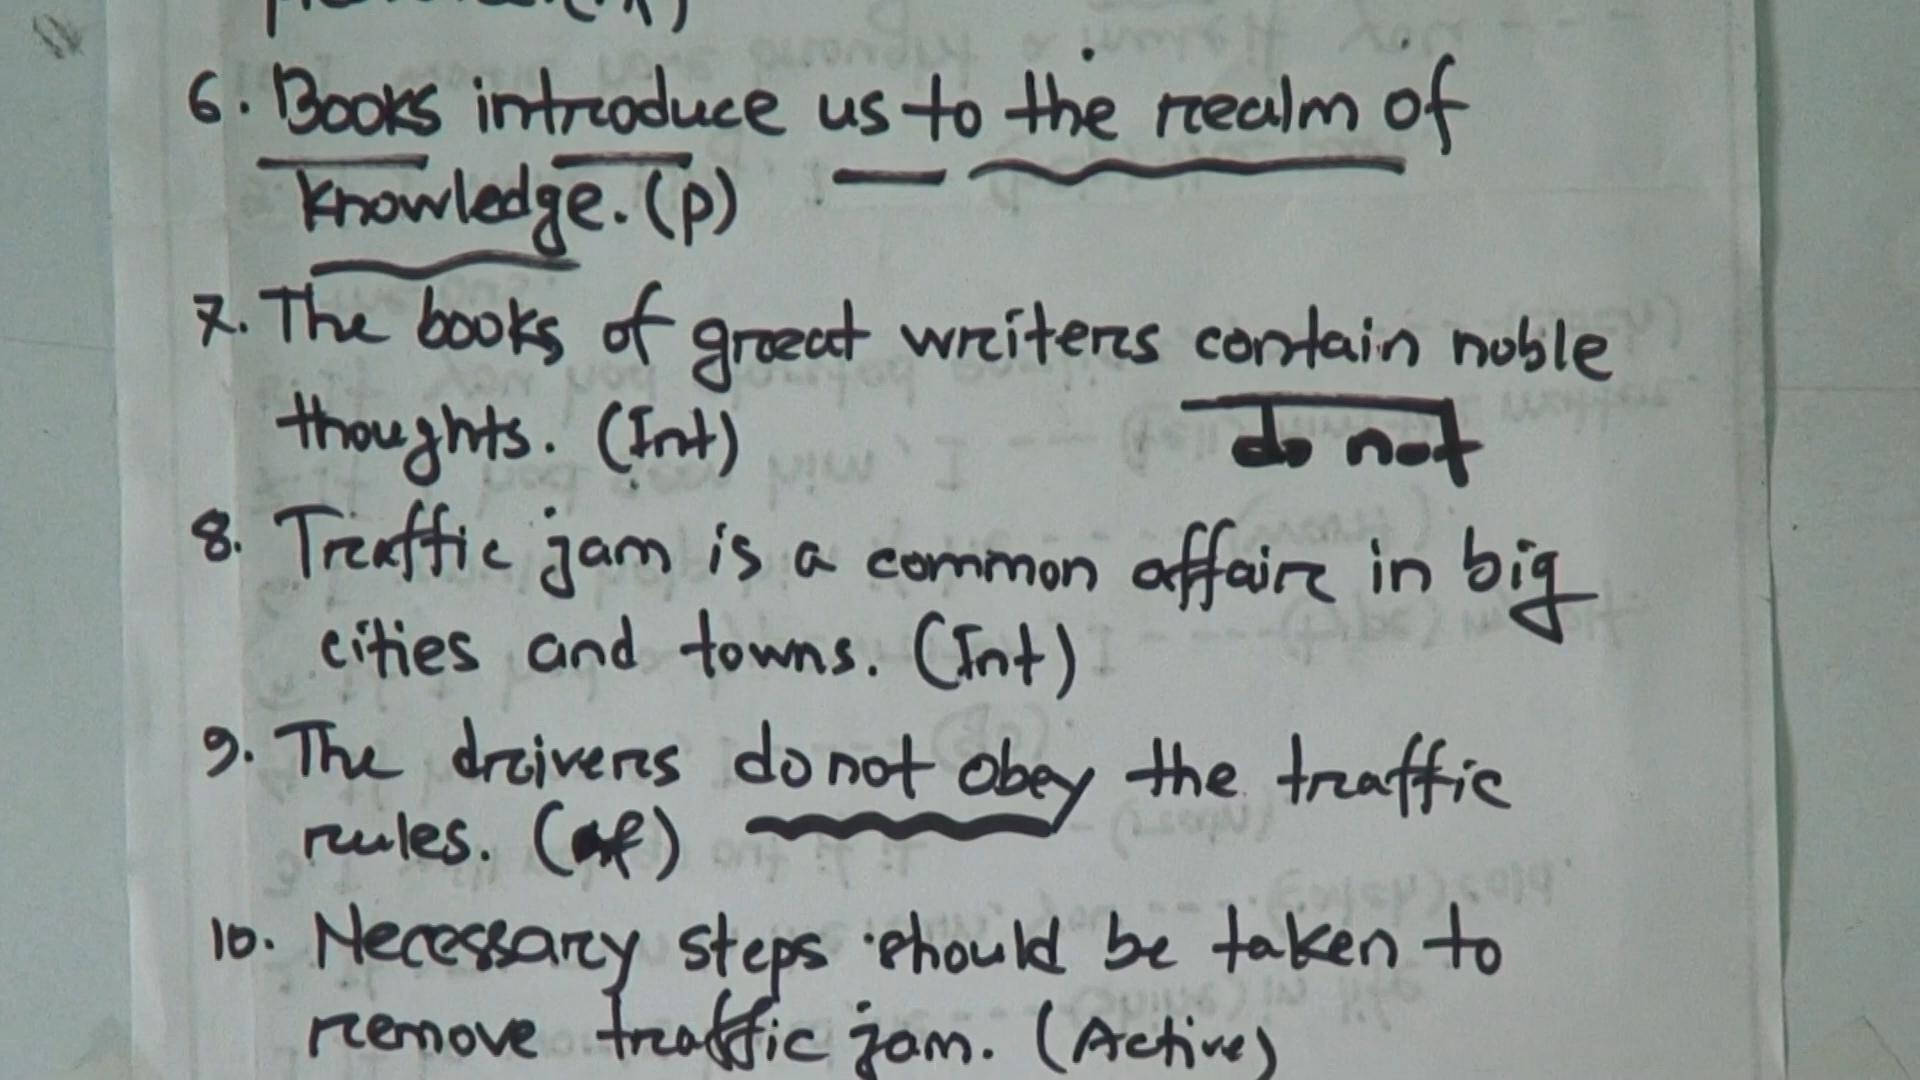 6. Books introduce us to the realm of
knowledge. (p)
7. The books of great writers contain noble
thoughts. (Int)
do not
8. Traffic jam is a common affair in big
cities and towns. (Int)
9. The drivers do not obey the traffic
rules. (af)
10. Necessary steps should be taken to
remove traffic jam. (Active)